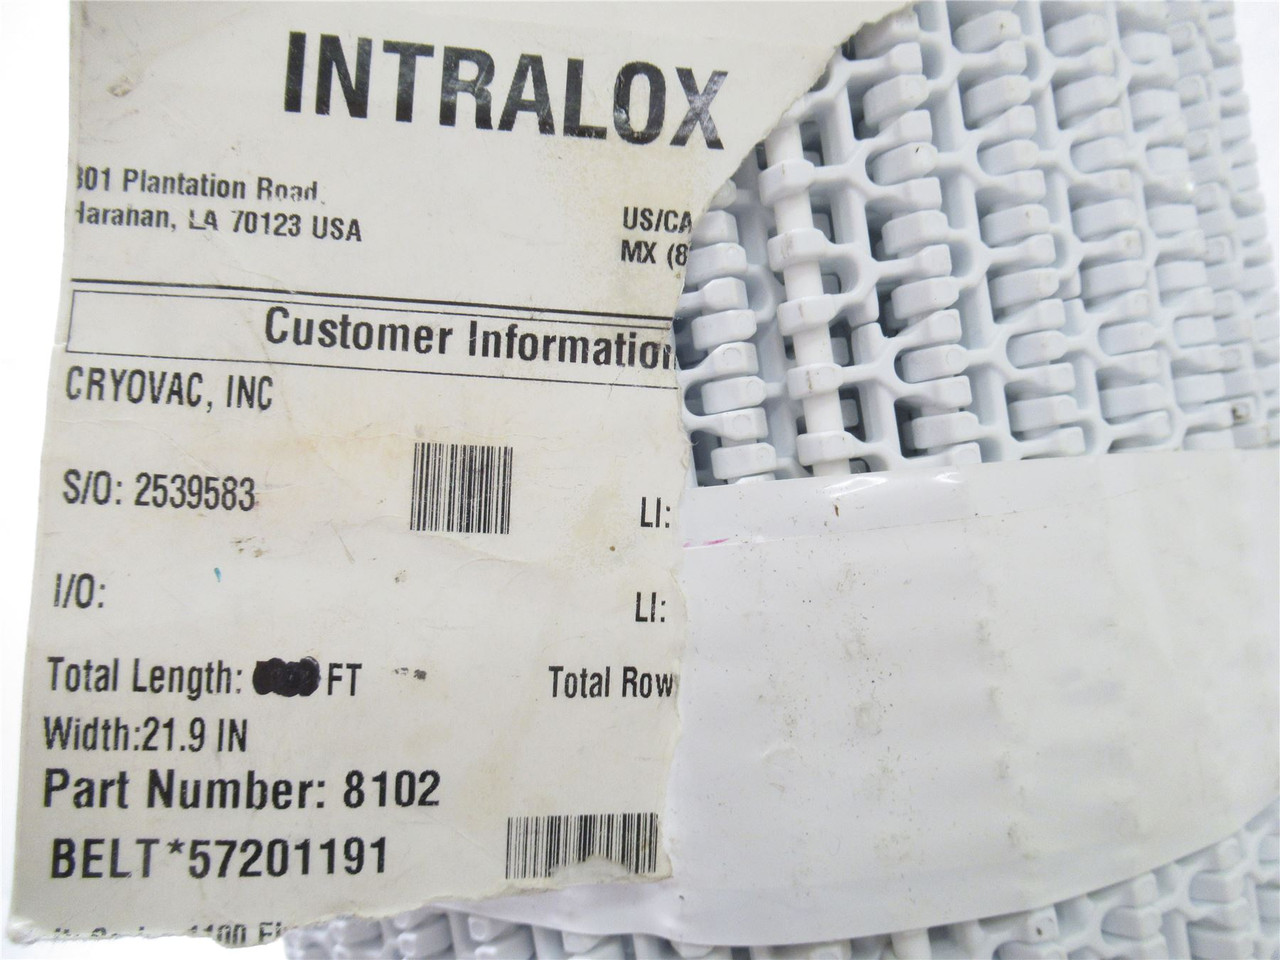 INTRALOX
301 Plantation Road
Harahan, LA 70123 USA
US/CA
MX (8
Customer Information
CRYOVAC, INC
S/O: 2539583
LI:
I/O:
LI:
Total Length: FT
Total Row
Width:21.9 IN
Part Number: 8102
BELT*57201191
1100